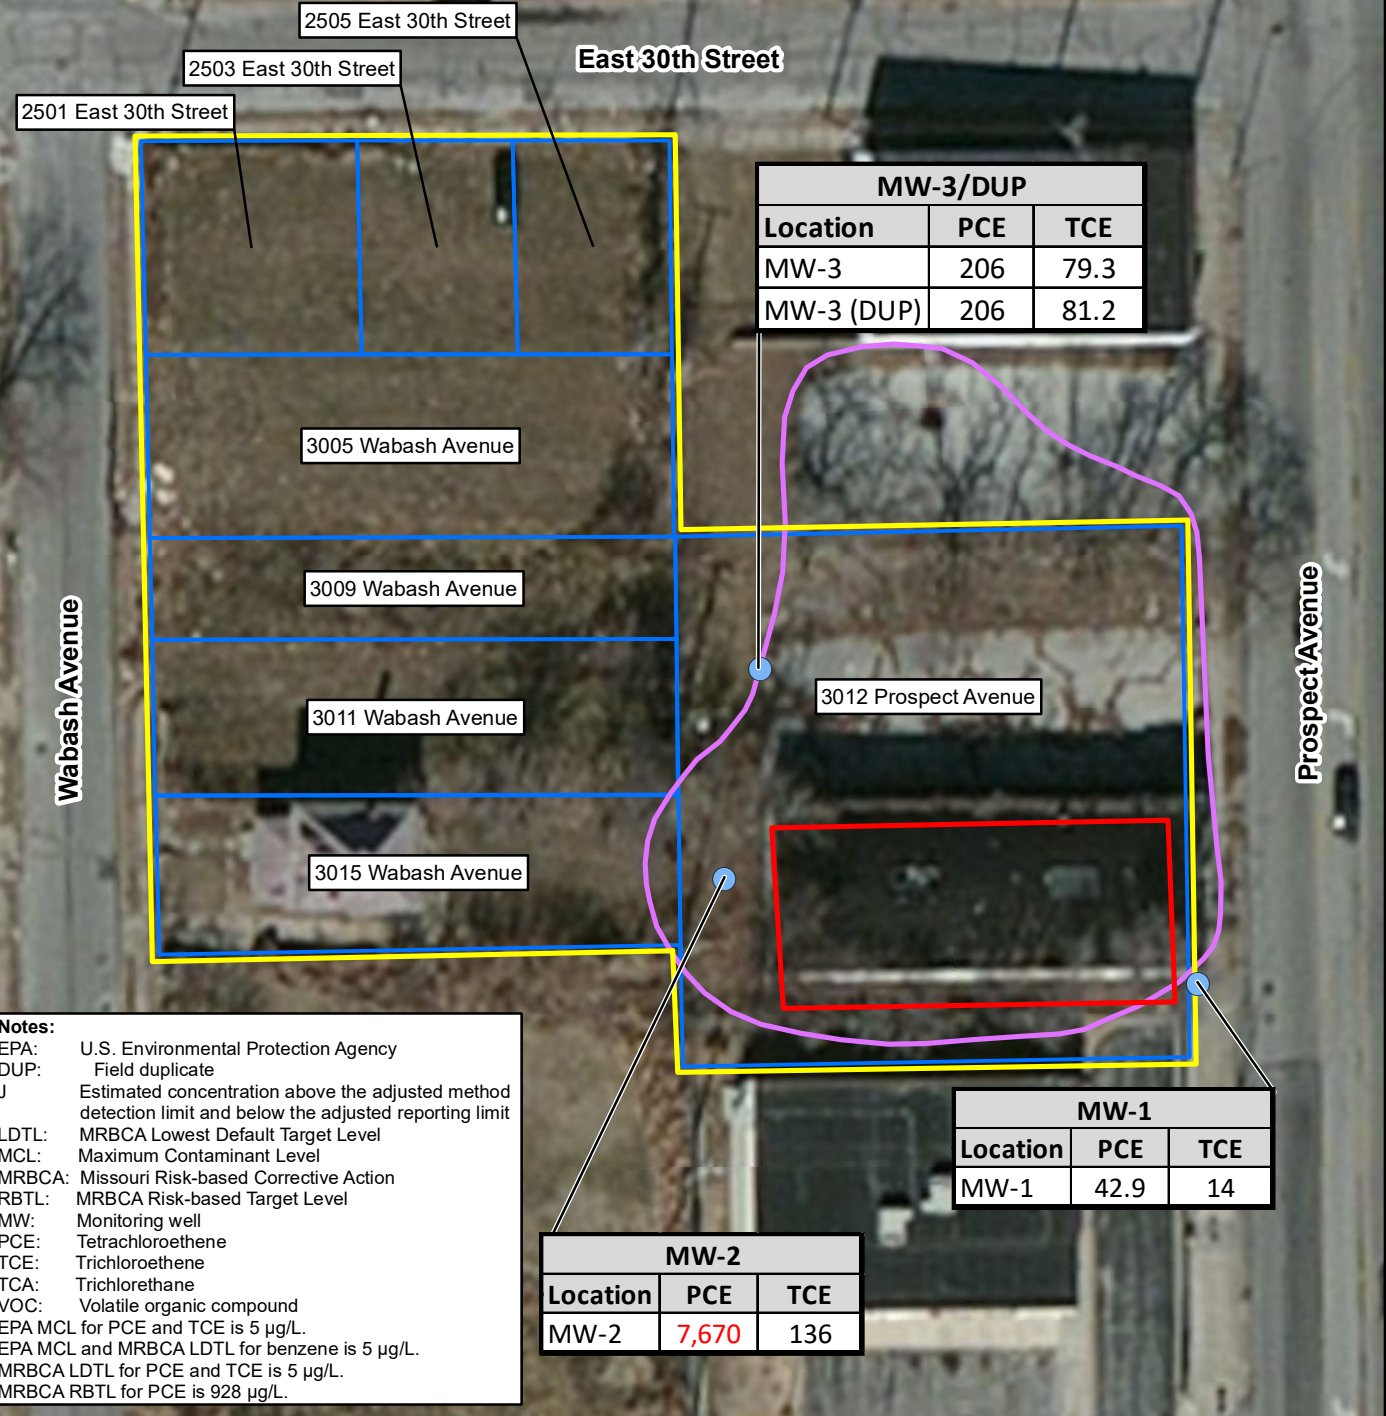 2505 East 30th Street
East 30th Street
2503 East 30th Street
2501 East 30th Street
MW-3/DUP
Location PCE TCE
MW-3 206 79.3
MW-3 (DUP) 206 81.2
3005 Wabash Avenue
3009 Wabash Avenue
Wabash Avenue
Prospect Avenue
3012 Prospect Avenue
3011 Wabash Avenue
3015 Wabash Avenue
MW-1
Location PCE TCE
MW-1 42.9 14
MW-2
Location PCE TCE
MW-2 7,670 136
Notes:
EPA: U.S. Environmental Protection Agency
DUP: Field duplicate
J Estimated concentration above the adjusted method
detection limit and below the adjusted reporting limit
LDTL: MRBCA Lowest Default Target Level
MCL: Maximum Contaminant Level
MRBCA: Missouri Risk-based Corrective Action
RBTL: MRBCA Risk-based Target Level
MW: Monitoring well
PCE: Tetrachloroethene
TCE: Trichloroethene
TCA: Trichlorethane
VOC: Volatile organic compound
EPA MCL for PCE and TCE is 5 µg/L.
EPA MCL and MRBCA LDTL for benzene is 5 µg/L.
MRBCA LDTL for PCE and TCE is 5 µg/L.
MRBCA RBTL for PCE is 928 µg/L.